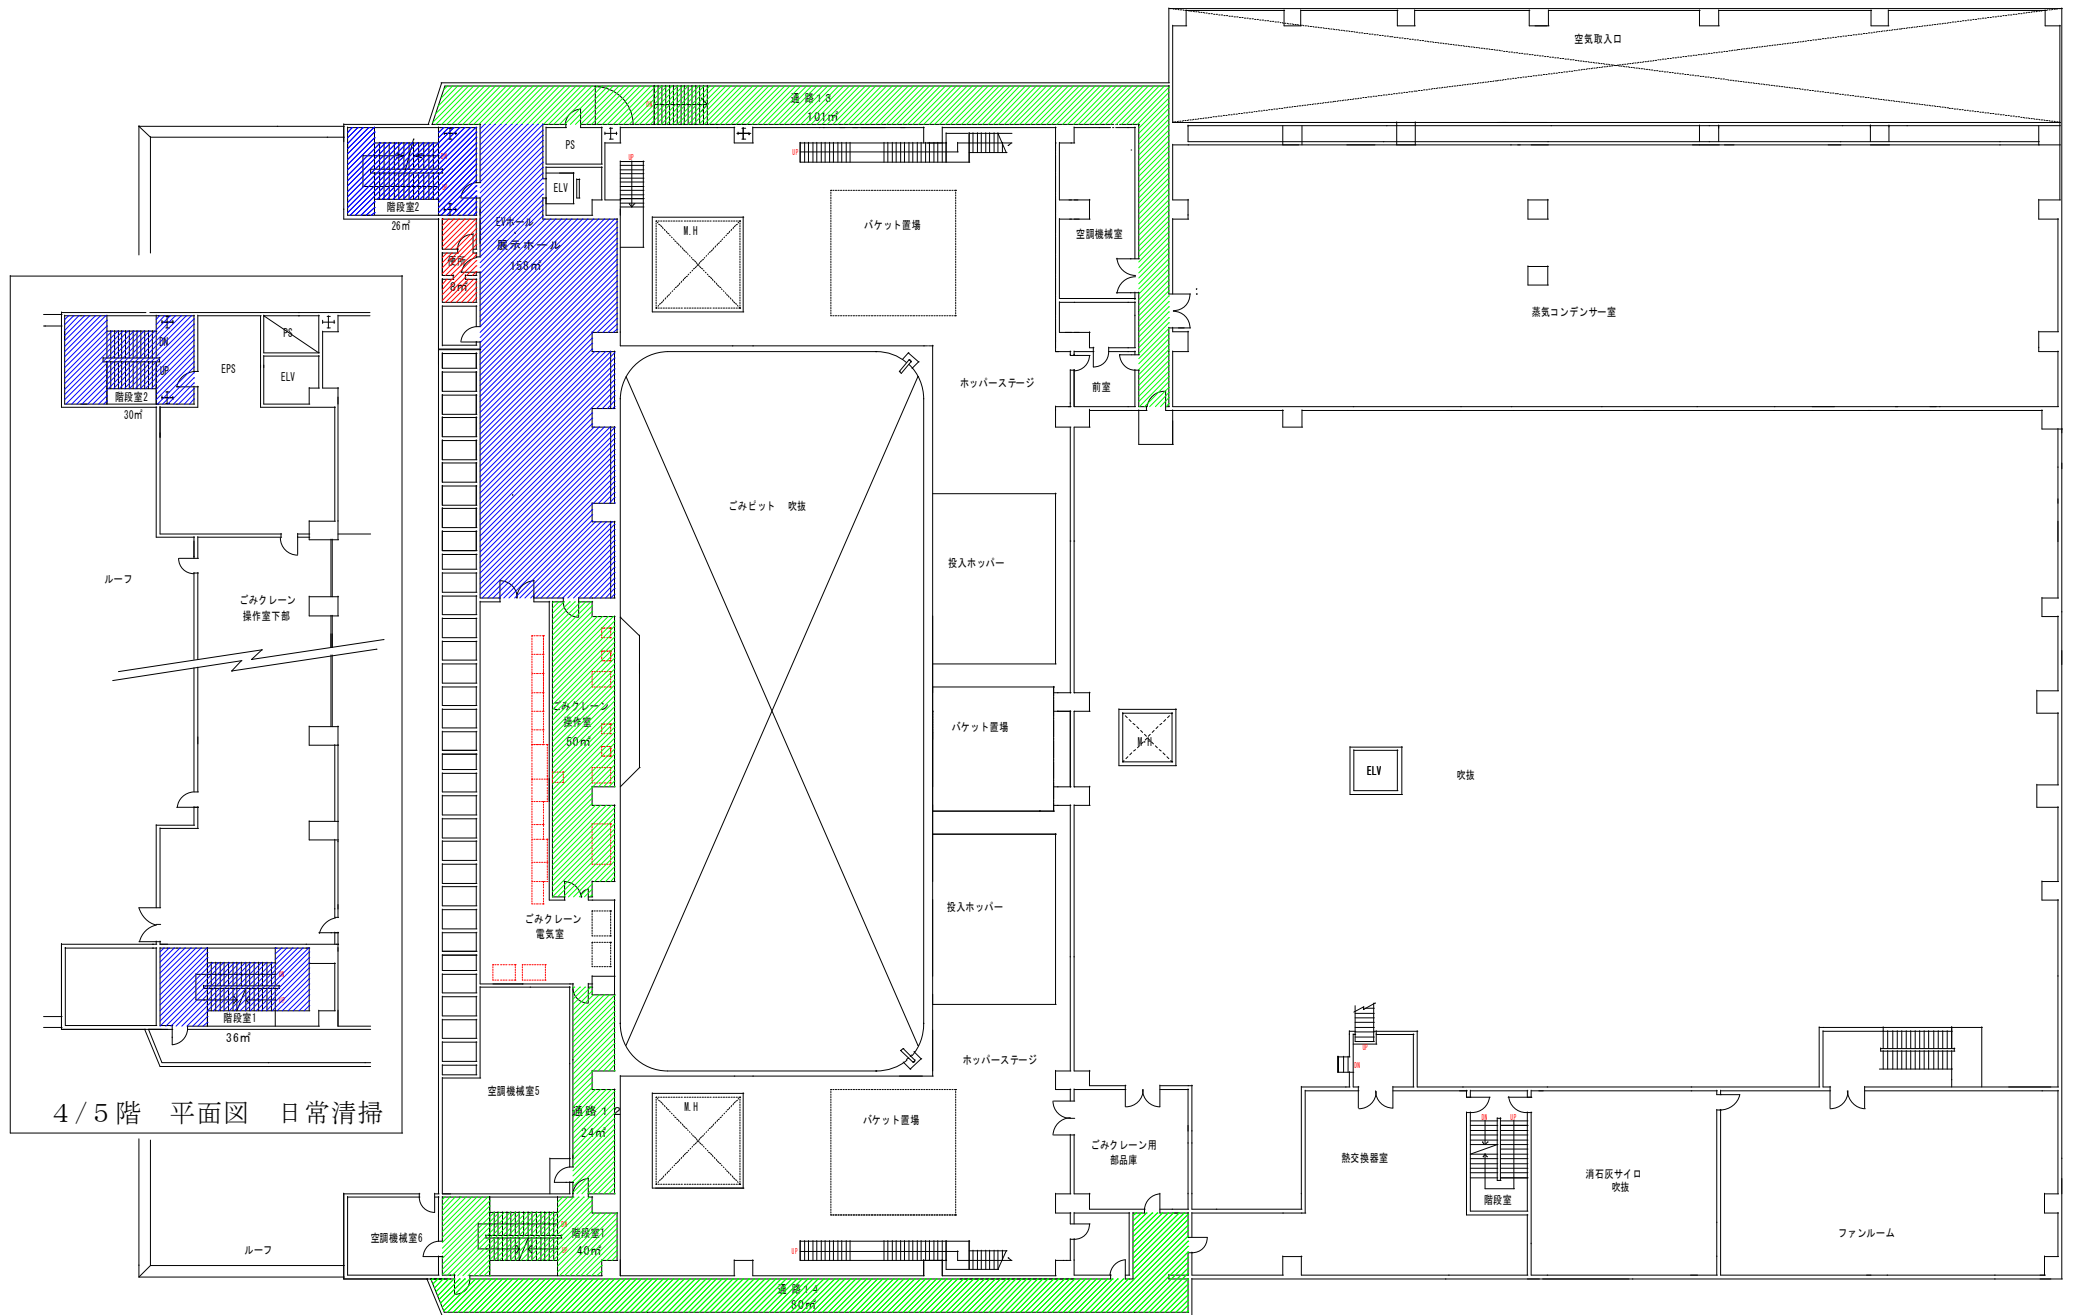 空気取入口
通路13
101㎡
PS
UP
UP
ELV
階段室2
26㎡
EVホール
展示ホール
158㎡
便所
8㎡
M.H
バケット置場
空調機械室
蒸気コンデンサー室
前室
ホッパーステージ
PS
DN
UP
EPS
ELV
階段室2
30㎡
ルーフ
ごみクレーン
操作室下部
階段室1
36㎡
4/5階 平面図 日常清掃
ごみピット 吹抜
投入ホッパー
ごみクレーン
操作室
50㎡
バケット置場
M.H
ELV
吹抜
ごみクレーン
電気室
投入ホッパー
ホッパーステージ
空調機械室5
通路12
24㎡
M.H
バケット置場
ごみクレーン用
部品庫
UP
DN
熱交換器室
DN
UP
階段室
消石灰サイロ
吹抜
ファンルーム
ルーフ
空調機械室6
DN
UP
階段室1
40㎡
UP
通路14
80㎡